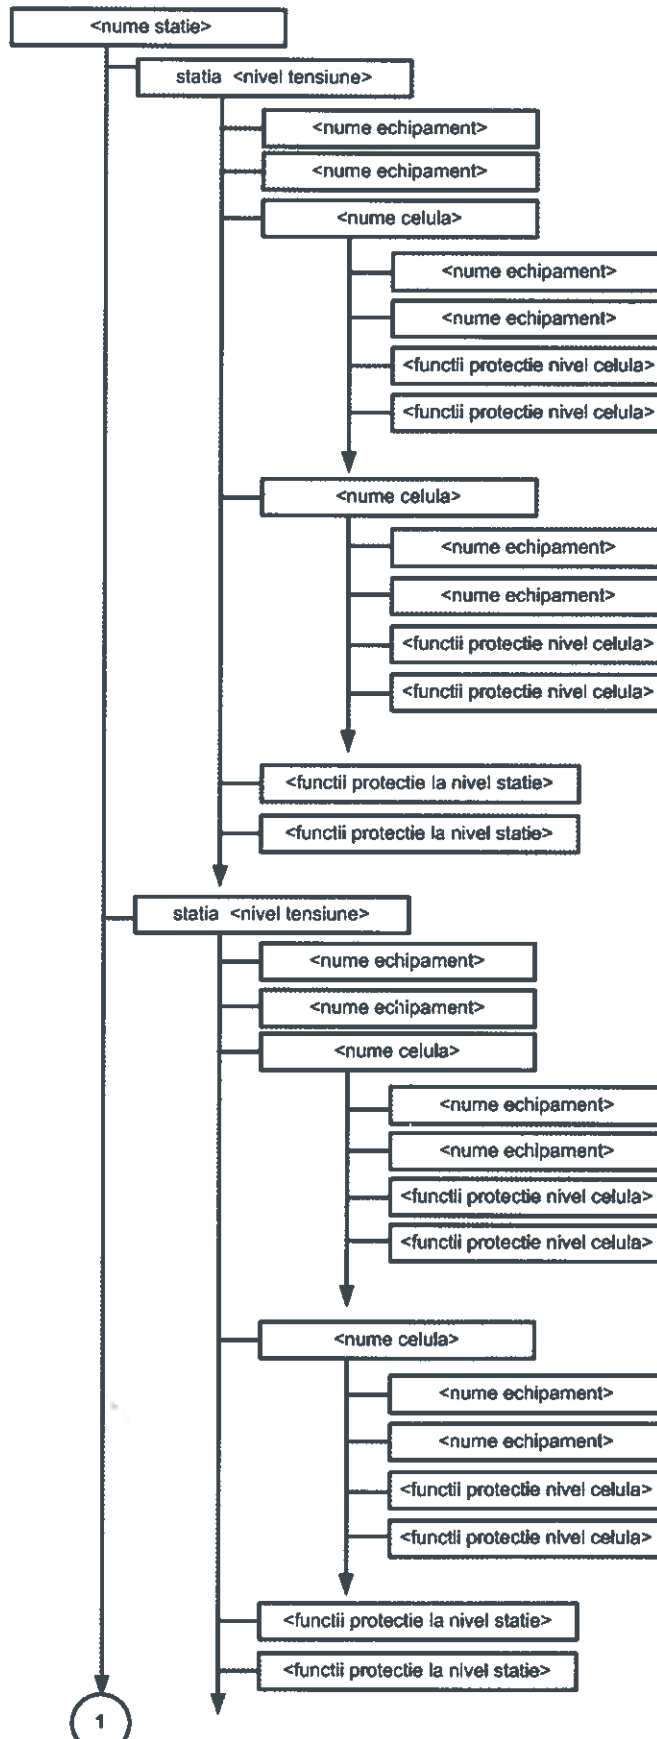 <nume statie>
statia <nivel tensiune>
<nume echipament>
<nume echipament>
<nume celula>
<nume echipament>
<nume echipament>
<functii protectie nivel celula>
<functii protectie nivel celula>
<nume celula>
<nume echipament>
<nume echipament>
<functii protectie nivel celula>
<functii protectie nivel celula>
<functii protectie la nivel statie>
<functii protectie la nivel statie>
statia <nivel tensiune>
<nume echipament>
<nume echipament>
<nume celula>
<nume echipament>
<nume echipament>
<functii protectie nivel celula>
<functii protectie nivel celula>
<nume celula>
<nume echipament>
<nume echipament>
<functii protectie nivel celula>
<functii protectie nivel celula>
<functii protectie la nivel statie>
<functii protectie la nivel statie>
1